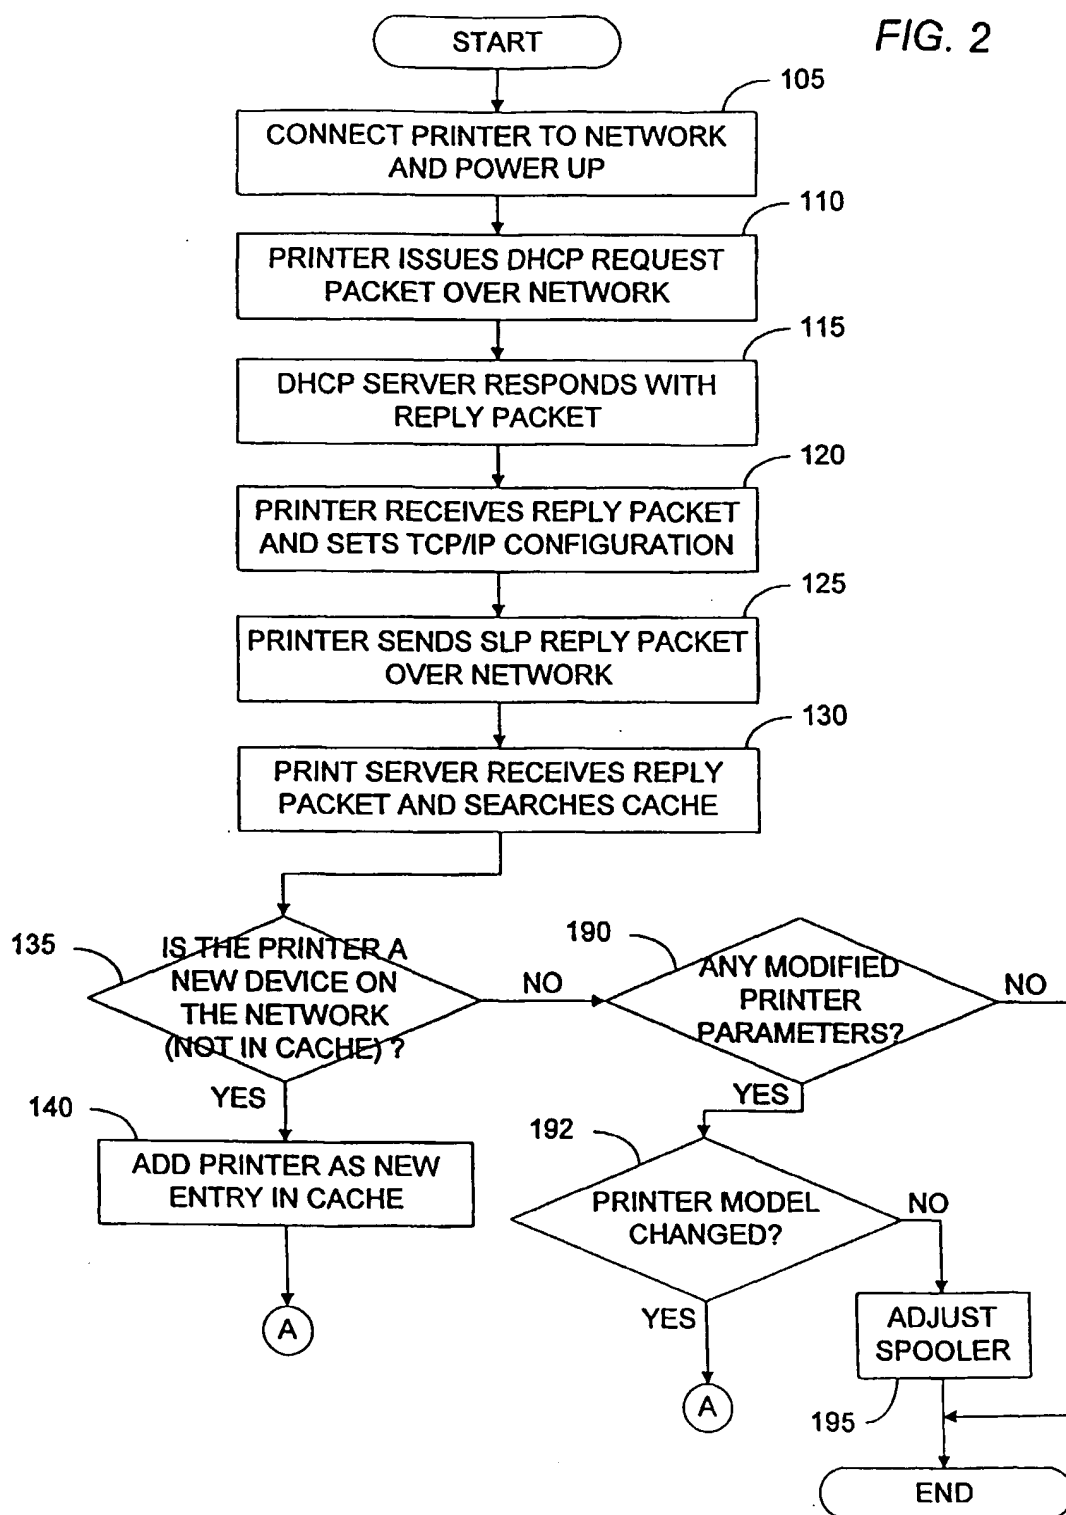 FIG. 2
START
105
CONNECT PRINTER TO NETWORK
AND POWER UP
110
PRINTER ISSUES DHCP REQUEST
PACKET OVER NETWORK
115
DHCP SERVER RESPONDS WITH
REPLY PACKET
120
PRINTER RECEIVES REPLY PACKET
AND SETS TCP/IP CONFIGURATION
125
PRINTER SENDS SLP REPLY PACKET
OVER NETWORK
130
PRINT SERVER RECEIVES REPLY
PACKET AND SEARCHES CACHE
135
IS THE PRINTER A
NEW DEVICE ON
THE NETWORK
(NOT IN CACHE) ?
NO
190
ANY MODIFIED
PRINTER
PARAMETERS?
NO
YES
140
ADD PRINTER AS NEW
ENTRY IN CACHE
A
YES
192
PRINTER MODEL
CHANGED?
NO
YES
A
ADJUST
SPOOLER
195
END